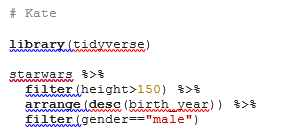 # Kate
library(tidyverse)
starwars %>%
  filter(height>150) %>%
  arrange(desc(birth_year)) %>%
  filter(gender=="male")